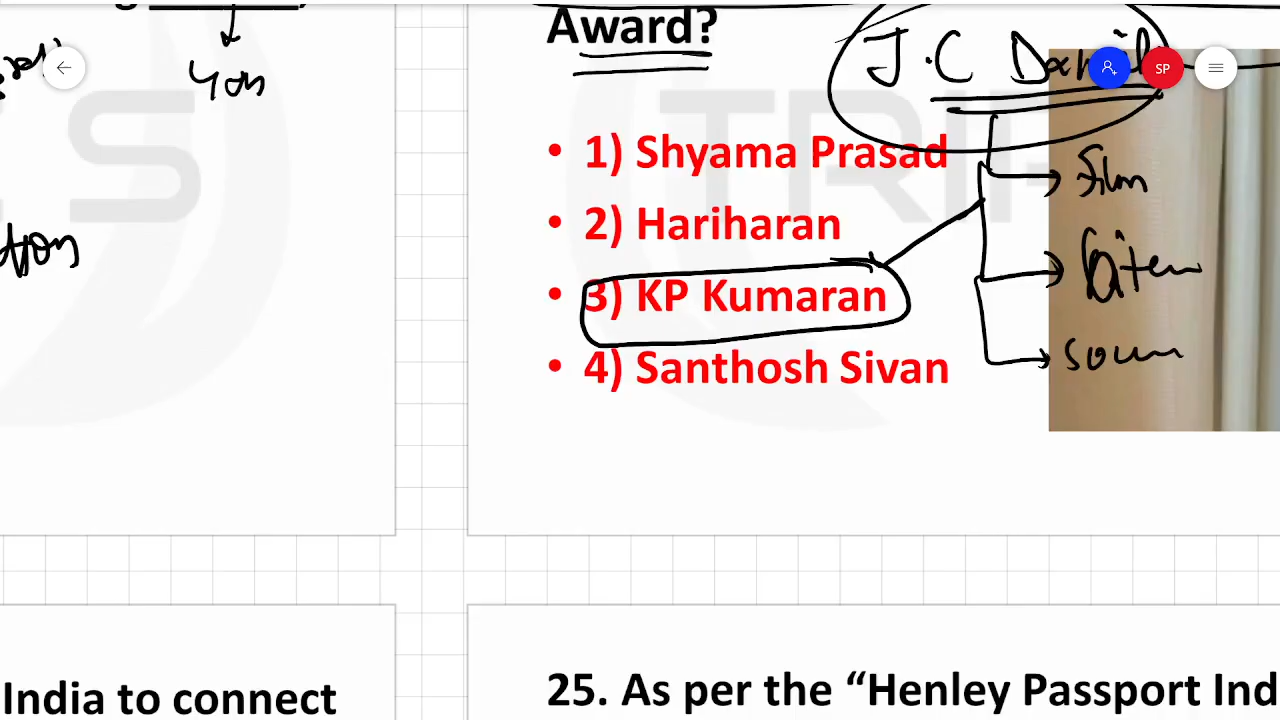 Award?
J.C Daniel
• 1) Shyama Prasad
• 2) Hariharan
• 3) KP Kumaran
• 4) Santhosh Sivan
Film
SP
India to connect
25. As per the “Henley Passport Ind